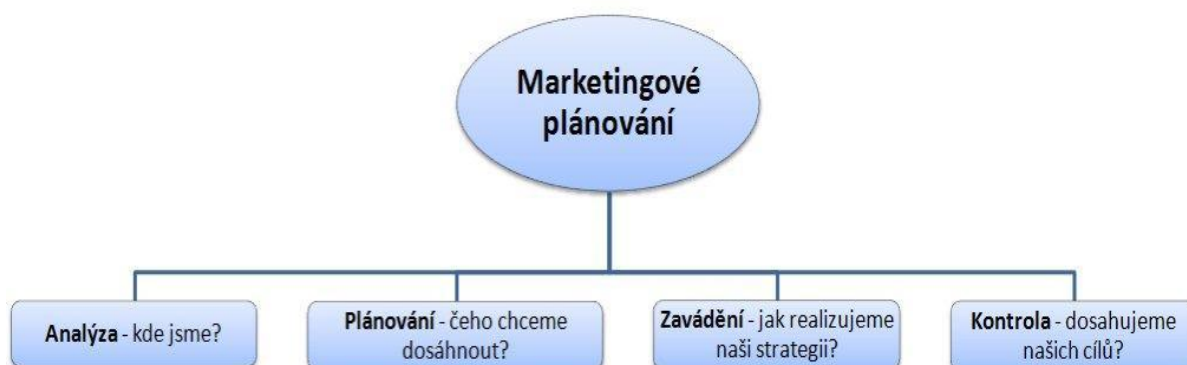 Marketingové
plánování
Analýza - kde jsme?
Plánování - čeho chceme
dosáhnout?
Zavádění - jak realizujeme
naši strategii?
Kontrola - dosahujeme
našich cílů?